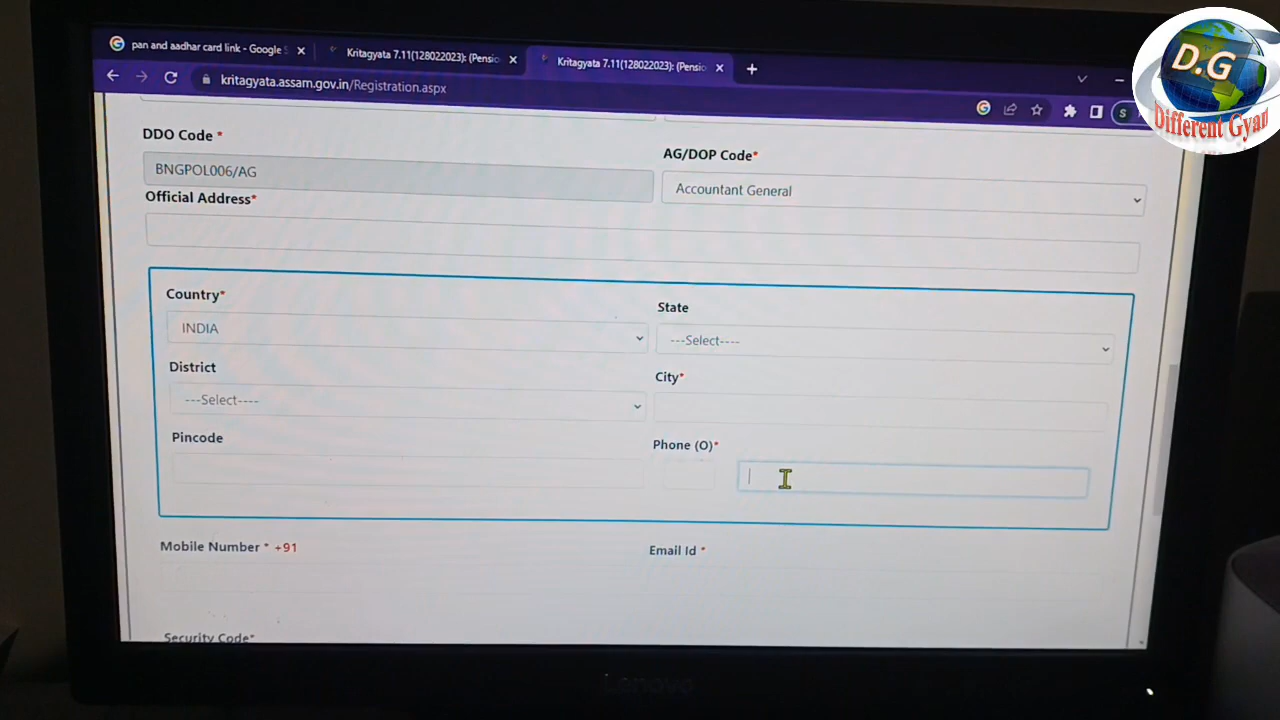 pan and aadhar card link - Google S
Kritagyata 7.11(128022023): (Pensio
Kritagyata 7.11(128022023): (Pensio
kritagyata.assam.gov.in/Registration.aspx
S
D.G
Different Gyan
DDO Code *
AG/DOP Code*
BNGPOL006/AG
Accountant General
Official Address*
Country*
State
INDIA
---Select----
District
City*
---Select----
Pincode
Phone (O)*
Mobile Number * +91
Email Id *
Security Code*
Lenovo